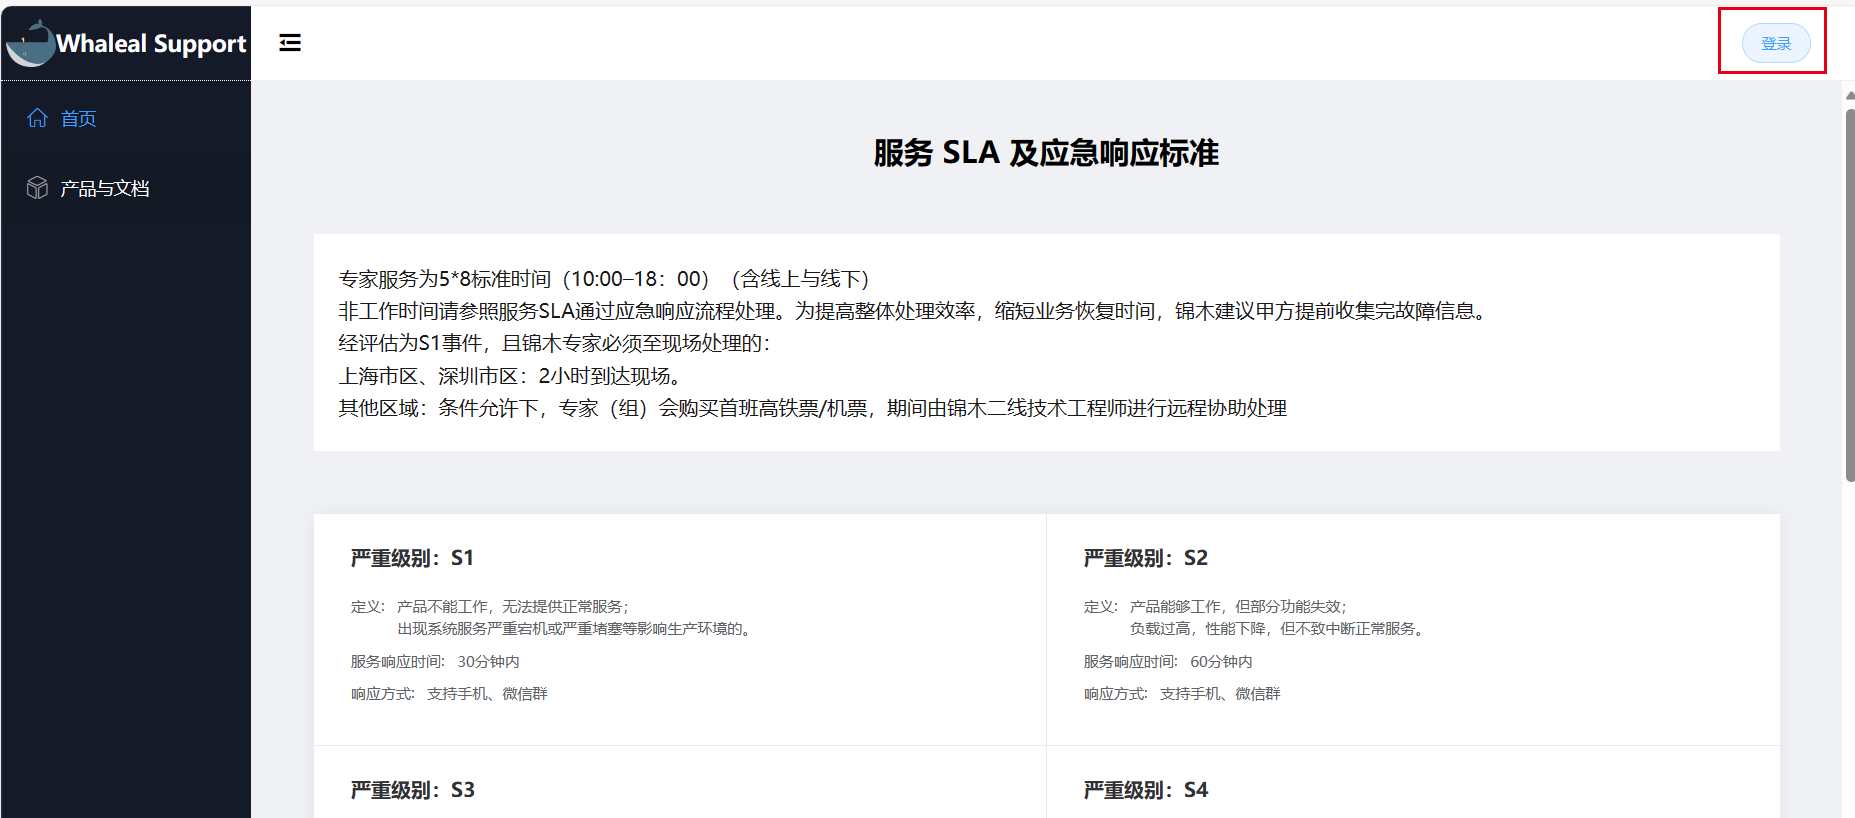 Whaleal Support
登录
首页
产品与文档
服务 SLA 及应急响应标准
专家服务为5*8标准时间（10:00–18：00）（含线上与线下）
非工作时间请参照服务SLA通过应急响应流程处理。为提高整体处理效率，缩短业务恢复时间，锦木建议甲方提前收集完故障信息。
经评估为S1事件，且锦木专家必须至现场处理的：
上海市区、深圳市区：2小时到达现场。
其他区域：条件允许下，专家（组）会购买首班高铁票/机票，期间由锦木二线技术工程师进行远程协助处理
严重级别：S1
定义： 产品不能工作，无法提供正常服务；
出现系统服务严重宕机或严重堵塞等影响生产环境的。
服务响应时间: 30分钟内
响应方式: 支持手机、微信群
严重级别：S2
定义： 产品能够工作，但部分功能失效；
负载过高，性能下降，但不致中断正常服务。
服务响应时间: 60分钟内
响应方式: 支持手机、微信群
严重级别：S3
严重级别：S4